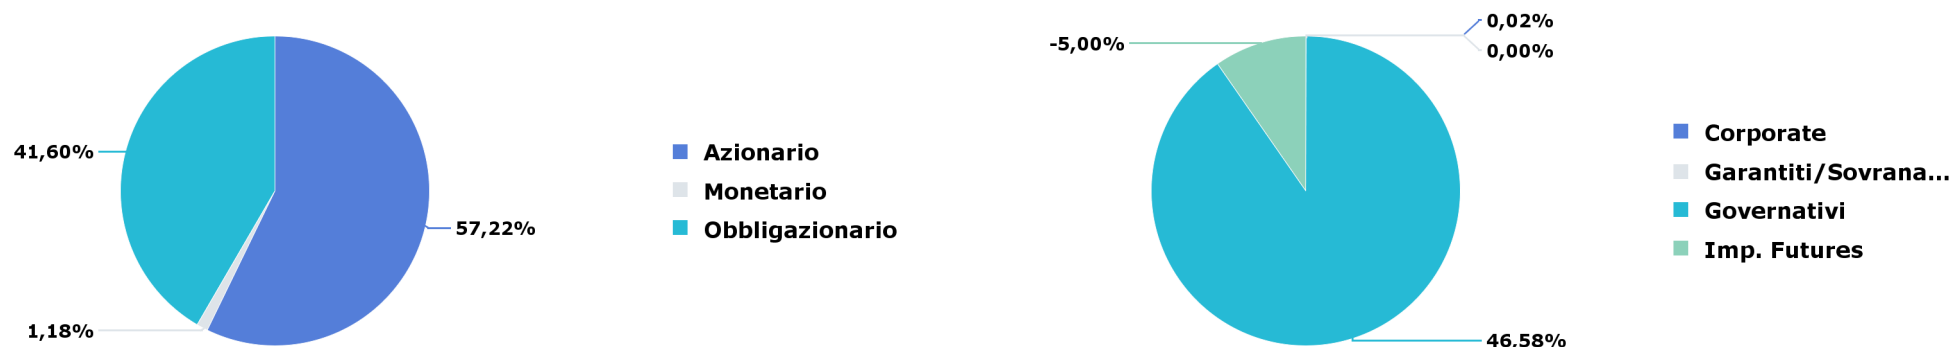 41,60%
57,22%
1,18%
Azionario
Monetario
Obbligazionario
-5,00%
0,02%
0,00%
46,58%
Corporate
Garantiti/Sovrana...
Governativi
Imp. Futures